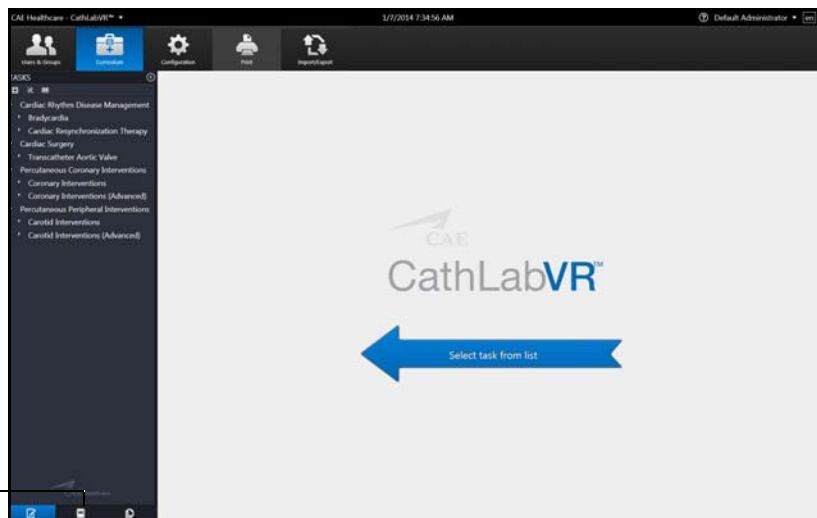 CAE Healthcare - CathLabVR™
1/7/2014 7:34:56 AM
Default Administrator
en
Users & Groups
Curriculum
Configuration
Print
Import/Export
TASKS
Cardiac Rhythm Disease Management
Bradycardia
Cardiac Resynchronization Therapy
Cardiac Surgery
Transcatheter Aortic Valve
Percutaneous Coronary Interventions
Coronary Interventions
Coronary Interventions (Advanced)
Percutaneous Peripheral Interventions
Carotid Interventions
Carotid Interventions (Advanced)
CAE
CathLabVR™
Select task from list
CAE Healthcare